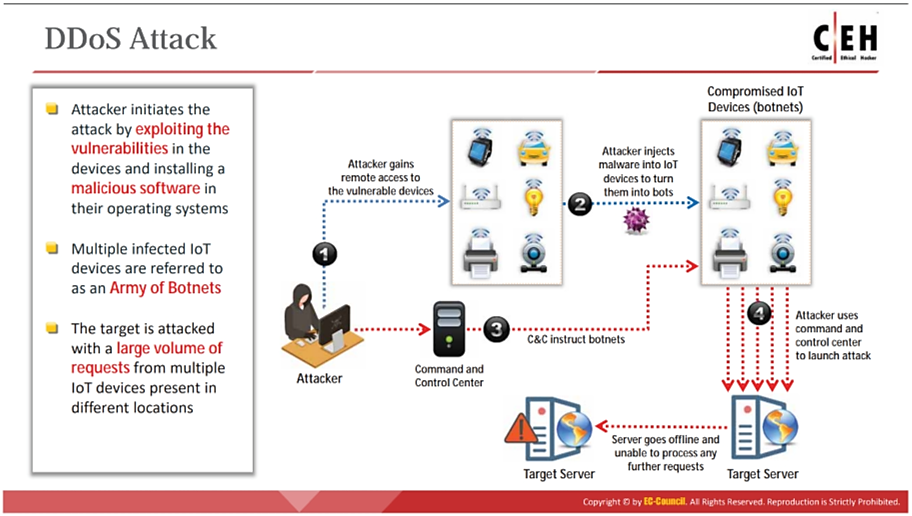 DDoS Attack
C|EH
Certified Ethical Hacker
Attacker initiates the
attack by exploiting the
vulnerabilities in the
devices and installing a
malicious software in
their operating systems
Multiple infected IoT
devices are referred to
as an Army of Botnets
The target is attacked
with a large volume of
requests from multiple
IoT devices present in
different locations
Attacker gains
remote access to
the vulnerable devices
1
Attacker
2
Attacker injects
malware into IoT
devices to turn
them into bots
Compromised IoT
Devices (botnets)
Command and
Control Center
3
C&C instruct botnets
4
Attacker uses
command and
control center
to launch attack
Target Server
Server goes offline and
unable to process any
further requests
Target Server
Copyright © by EC-Council. All Rights Reserved. Reproduction is Strictly Prohibited.